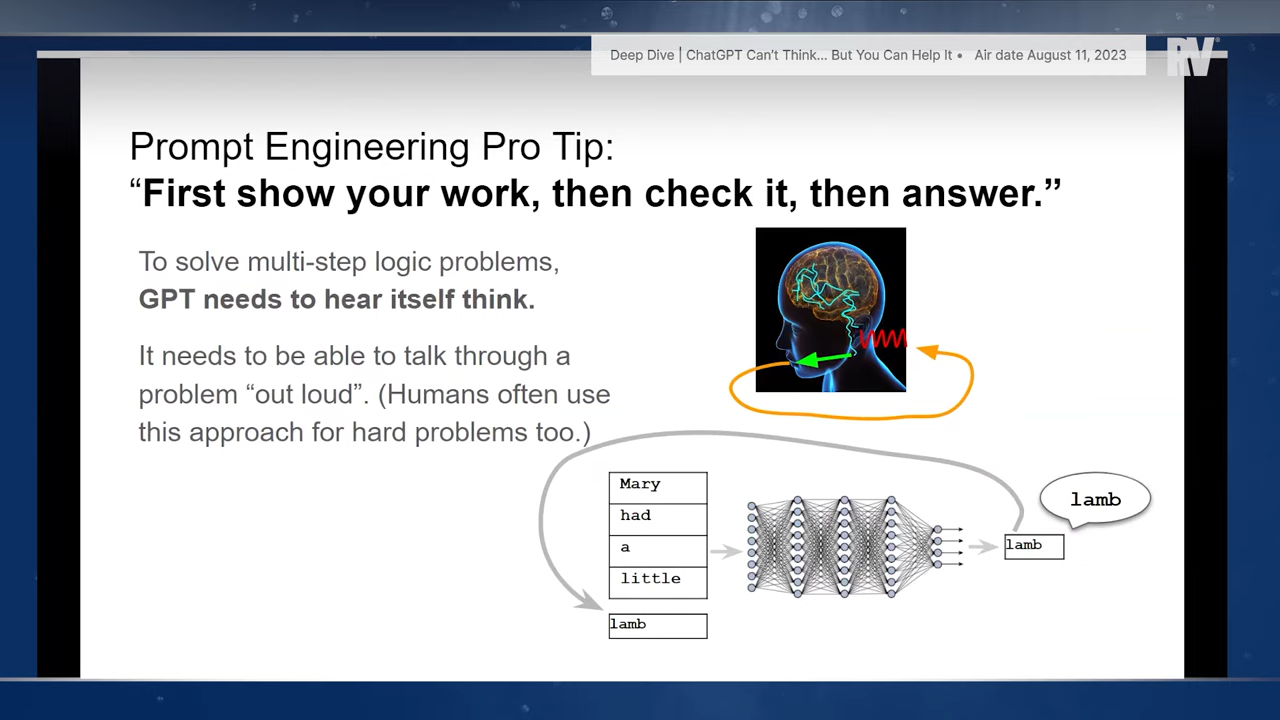 Deep Dive | ChatGPT Can't Think... But You Can Help It • Air date August 11, 2023
RV
Prompt Engineering Pro Tip:
“First show your work, then check it, then answer.”
To solve multi-step logic problems,
GPT needs to hear itself think.
It needs to be able to talk through a
problem “out loud”. (Humans often use
this approach for hard problems too.)
Mary
had
a
little
lamb
lamb
lamb